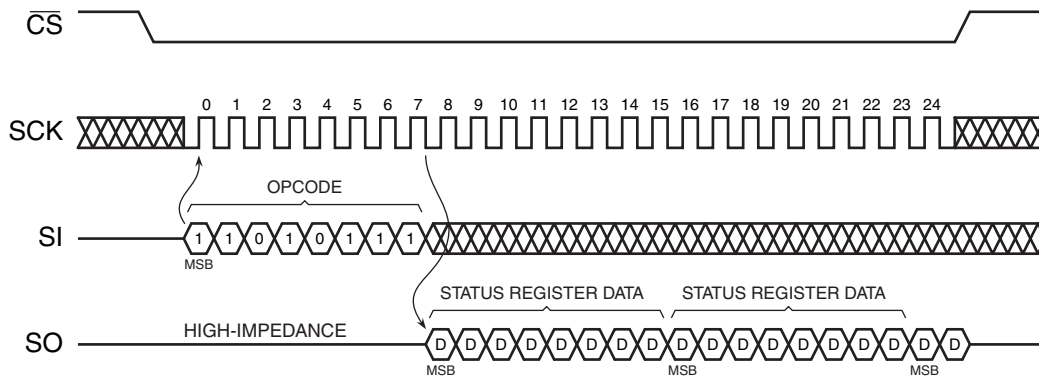 CS
SCK
0 1 2 3 4 5 6 7 8 9 10 11 12 13 14 15 16 17 18 19 20 21 22 23 24
OPCODE
SI
1 1 0 1 0 1 1 1
MSB
STATUS REGISTER DATA STATUS REGISTER DATA
SO
HIGH-IMPEDANCE
D D D D D D D D D D D D D D D D D D
MSB MSB MSB